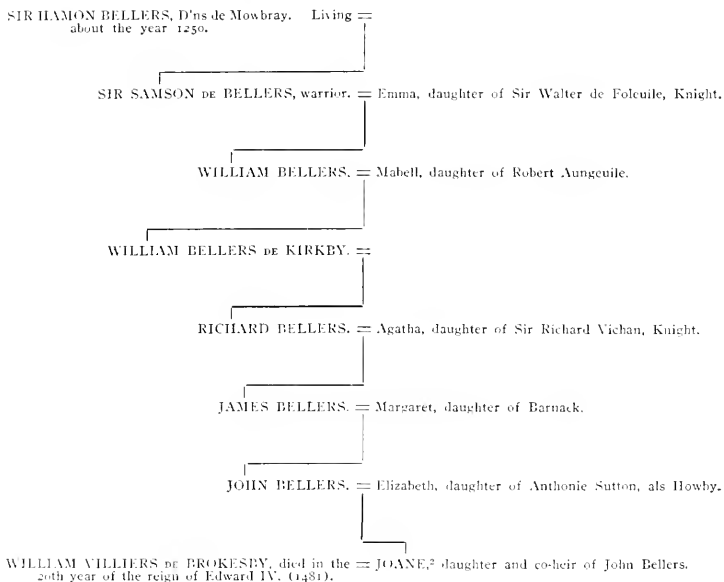 SIR HAMON BELLERS, D'ns de Mowbray. Living =
about the year 1250.
SIR SAMSON DE BELLERS, warrior. = Emma, daughter of Sir Walter de Folcuile, Knight.
WILLIAM BELLERS. = Mabell, daughter of Robert Aungeuile.
WILLIAM BELLERS DE KIRKBY. =
RICHARD BELLERS. = Agatha, daughter of Sir Richard Vichan, Knight.
JAMES BELLERS. = Margaret, daughter of Barnack.
JOHN BELLERS. = Elizabeth, daughter of Anthonie Sutton, als Howby.
WILLIAM VILLIERS DE BROKESBY, died in the = JOANE,² daughter and co-heir of John Bellers.
20th year of the reign of Edward IV. (1481).